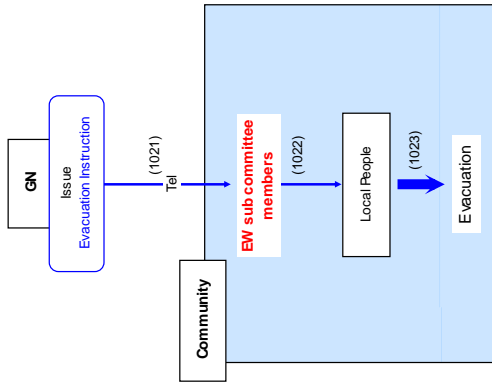 GN
Issue
Evacuation Instruction
(1021)
Tel
Community
EW sub committee
members
(1022)
Local People
(1023)
Evacuation